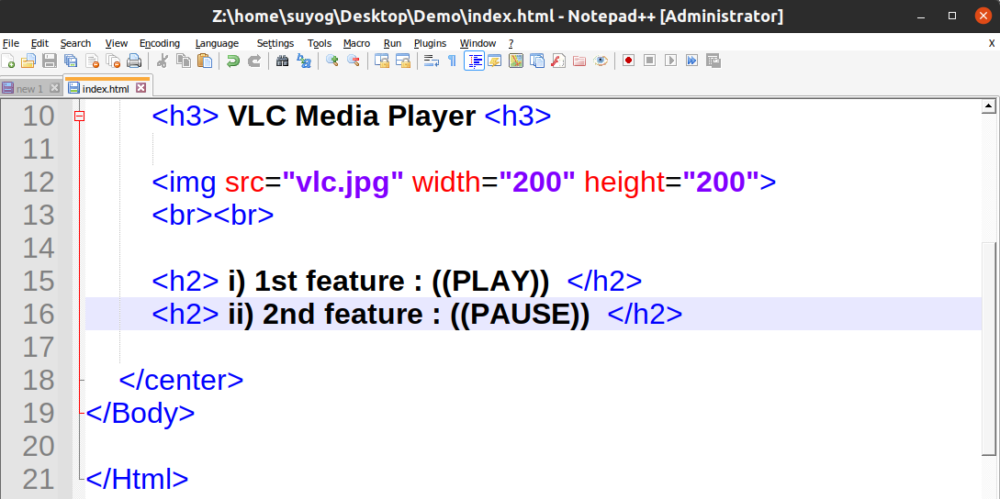 Z:\home\suyog\Desktop\Demo\index.html - Notepad++ [Administrator]
File Edit Search View Encoding Language Settings Tools Macro Run Plugins Window ? X
new 1 index.html
10 <h3> VLC Media Player <h3>
11
12 <img src="vlc.jpg" width="200" height="200">
13 <br><br>
14
15 <h2> i) 1st feature : ((PLAY)) </h2>
16 <h2> ii) 2nd feature : ((PAUSE)) </h2>
17
18 </center>
19 </Body>
20
21 </Html>